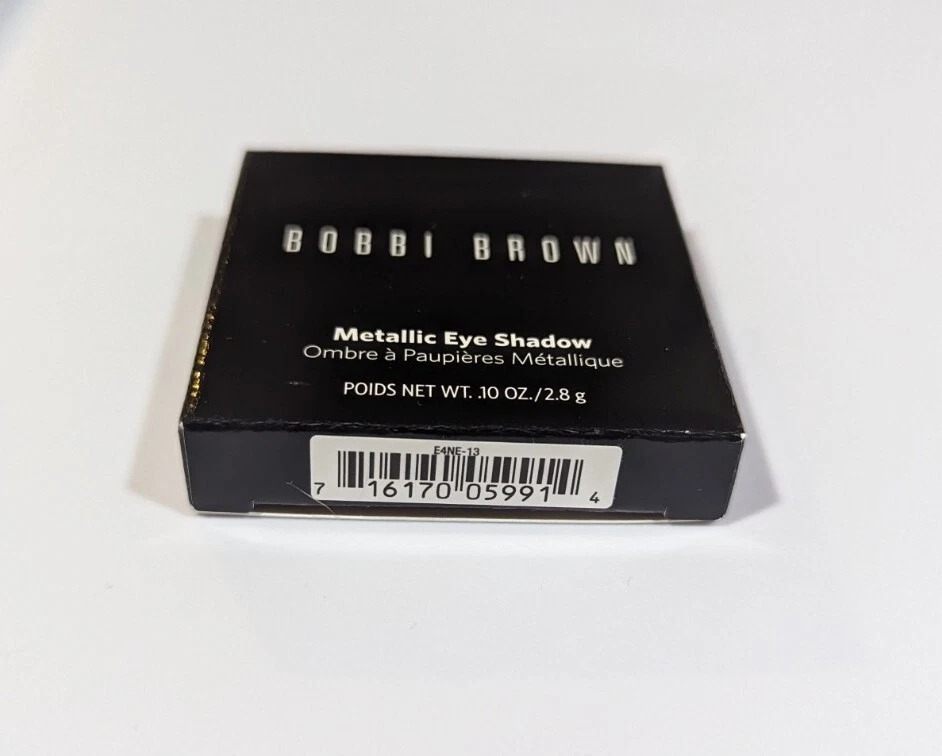 BOBBI BROWN
Metallic Eye Shadow
Ombre à Paupières Métallique
POIDS NET WT. .10 OZ./2.8 g
E4NE-13
7 16170 05991 4